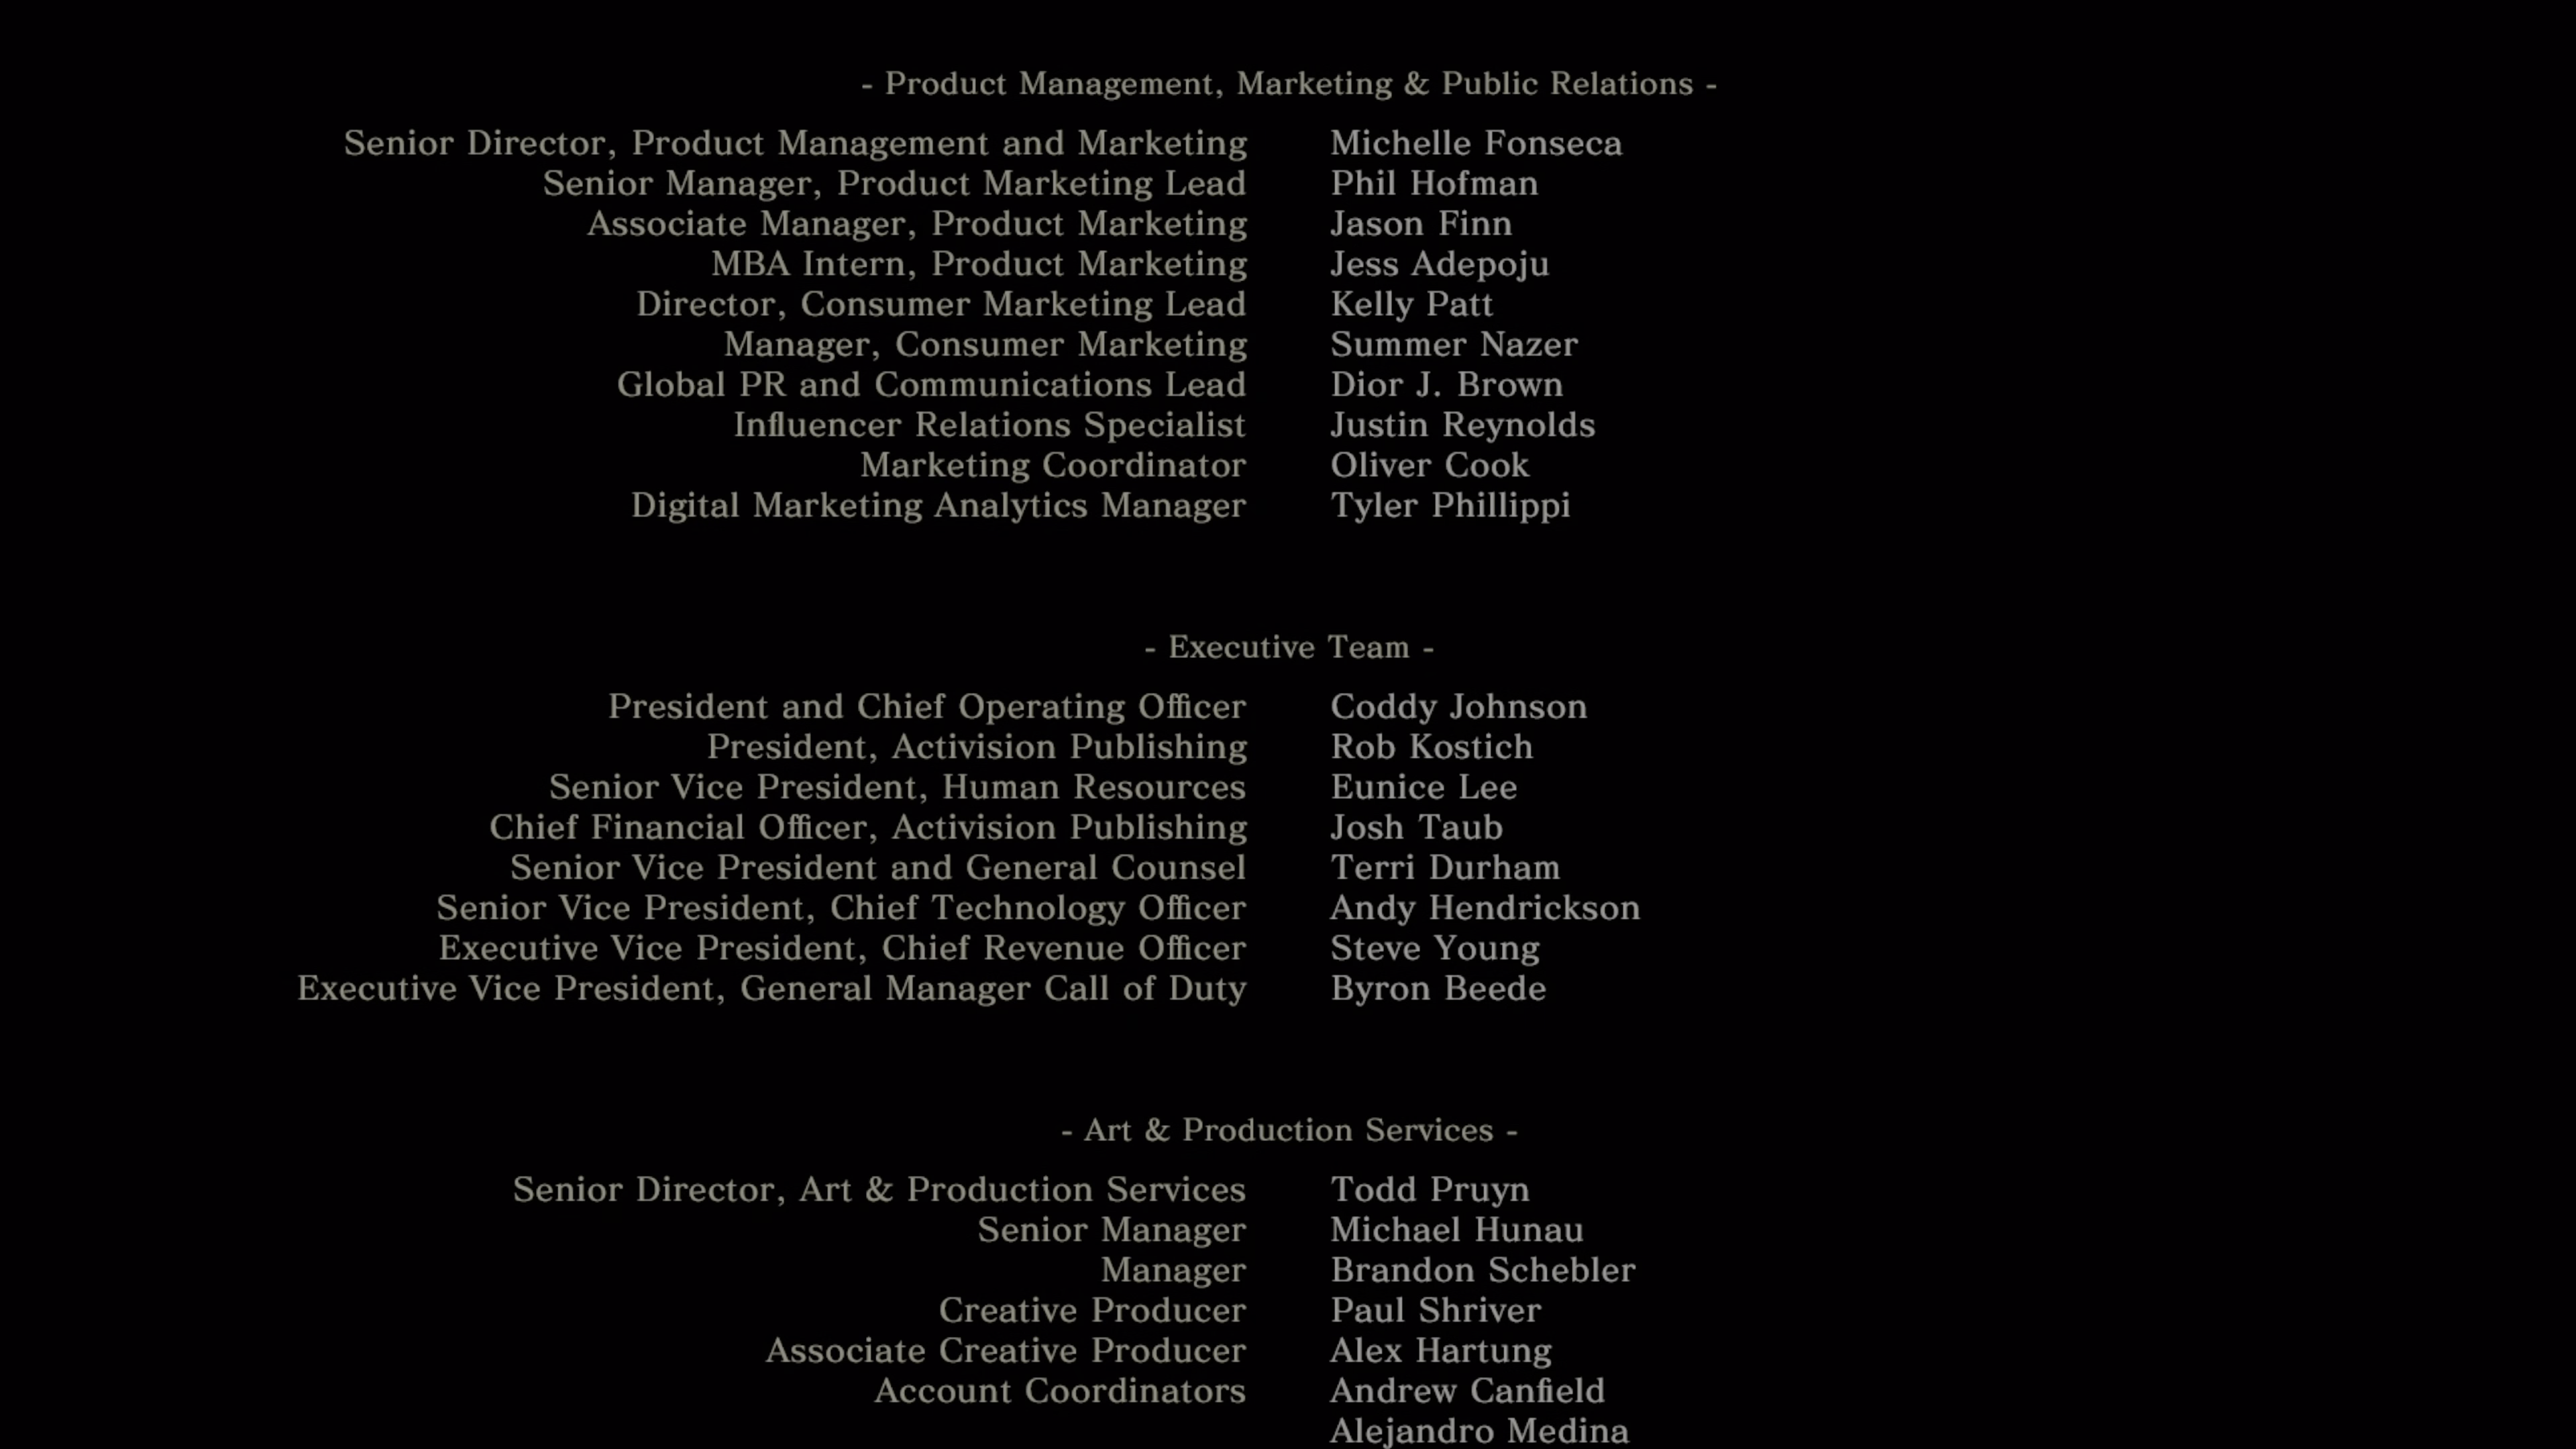 - Product Management, Marketing & Public Relations -
Senior Director, Product Management and Marketing Michelle Fonseca
Senior Manager, Product Marketing Lead Phil Hofman
Associate Manager, Product Marketing Jason Finn
MBA Intern, Product Marketing Jess Adepoju
Director, Consumer Marketing Lead Kelly Patt
Manager, Consumer Marketing Summer Nazer
Global PR and Communications Lead Dior J. Brown
Influencer Relations Specialist Justin Reynolds
Marketing Coordinator Oliver Cook
Digital Marketing Analytics Manager Tyler Phillippi
- Executive Team -
President and Chief Operating Officer Coddy Johnson
President, Activision Publishing Rob Kostich
Senior Vice President, Human Resources Eunice Lee
Chief Financial Officer, Activision Publishing Josh Taub
Senior Vice President and General Counsel Terri Durham
Senior Vice President, Chief Technology Officer Andy Hendrickson
Executive Vice President, Chief Revenue Officer Steve Young
Executive Vice President, General Manager Call of Duty Byron Beede
- Art & Production Services -
Senior Director, Art & Production Services Todd Pruyn
Senior Manager Michael Hunau
Manager Brandon Schebler
Creative Producer Paul Shriver
Associate Creative Producer Alex Hartung
Account Coordinators Andrew Canfield
Alejandro Medina